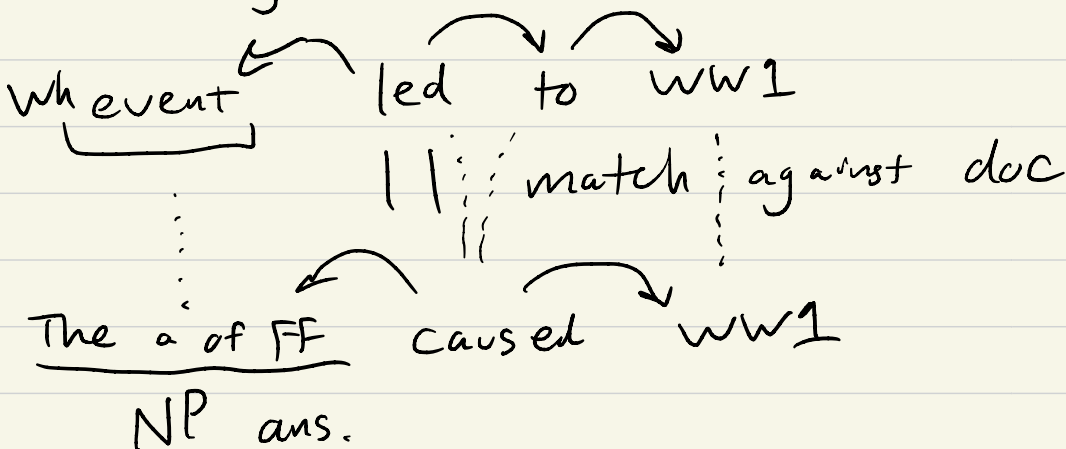 Wh event led to WW1
|| match against doc
The a of FF caused WW1
NP ans.